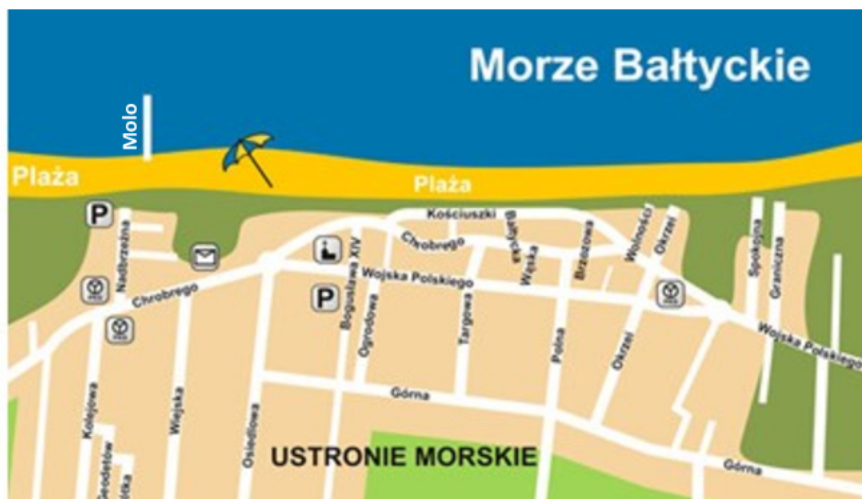 Morze Bałtyckie
Molo
Plaża
Plaża
P
Kościuszki
Bałtycka
Wolności
Okrzei
Nadbrzeżna
Chrobrego
Bogusława XIV
Wąska
Brzozowa
Spokojna
Graniczna
Chrobrego
Wojska Polskiego
P
Ogrodowa
Targowa
Polna
Okrzei
Wojska Polskiego
Kolejowa
Wiejska
Osiedlowa
Górna
USTRONIE MORSKIE
Geodetów
Górna